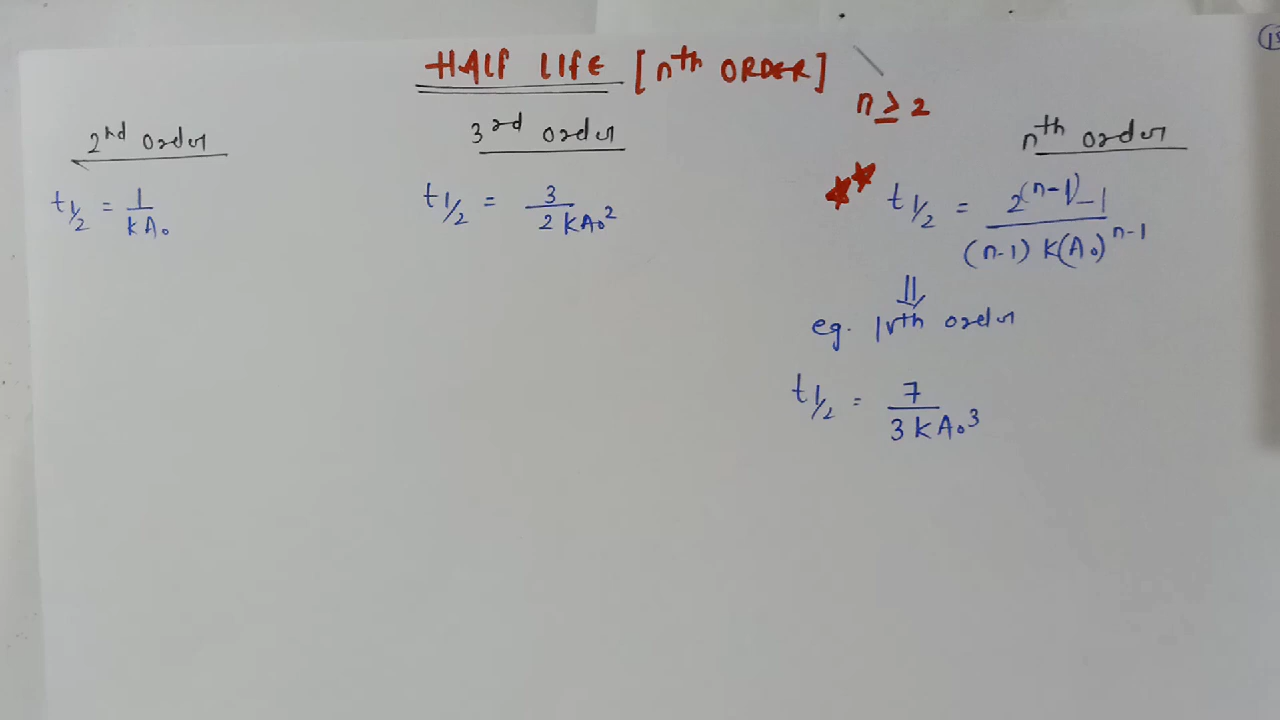 HALF LIFE [nth ORDER]
n ≥ 2
2nd order
t1/2 = 1/kA₀
3rd order
t1/2 = 3/2kA₀²
nth order
t1/2 = 2^(n-1)-1/(n-1) k(A₀)^n-1
⇓
eg. IVth order
t1/2 = 7/3kA₀³